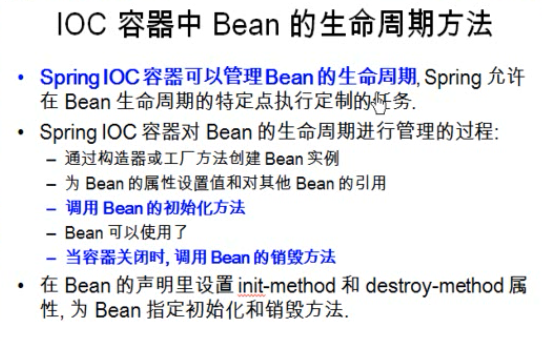 IOC 容器中 Bean 的生命周期方法
• Spring IOC 容器可以管理 Bean 的生命周期, Spring 允许
在 Bean 生命周期的特定点执行定制的任务.
• Spring IOC 容器对 Bean 的生命周期进行管理的过程:
– 通过构造器或工厂方法创建 Bean 实例
– 为 Bean 的属性设置值和对其他 Bean 的引用
– 调用 Bean 的初始化方法
– Bean 可以使用了
– 当容器关闭时, 调用 Bean 的销毁方法
• 在 Bean 的声明里设置 init-method 和 destroy-method 属
性, 为 Bean 指定初始化和销毁方法.